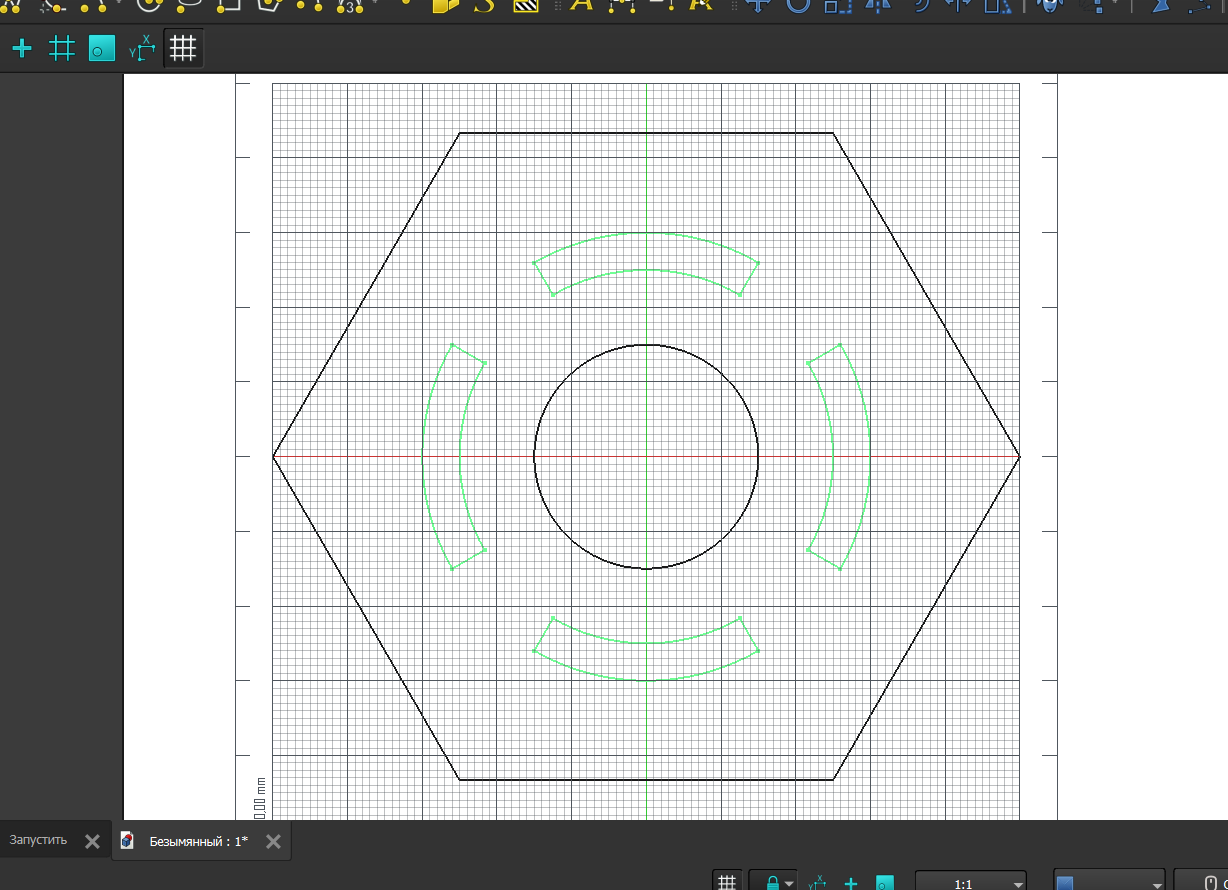 X
Y
0,00 mm
Запустить
Безымянный : 1*
1:1